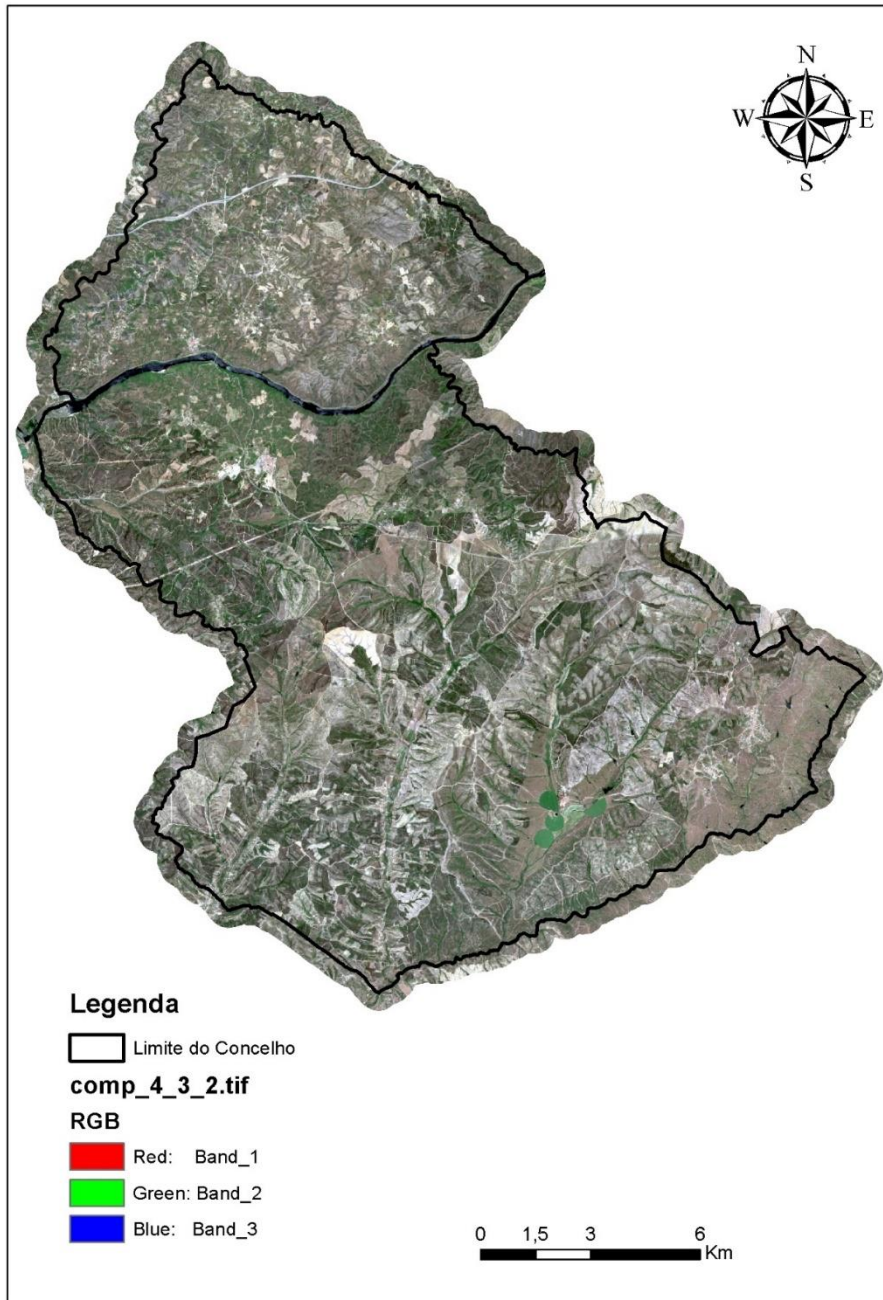 N
W E
S
Legenda
Limite do Concelho
comp_4_3_2.tif
RGB
Red: Band_1
Green: Band_2
Blue: Band_3
0 1,5 3 6
Km